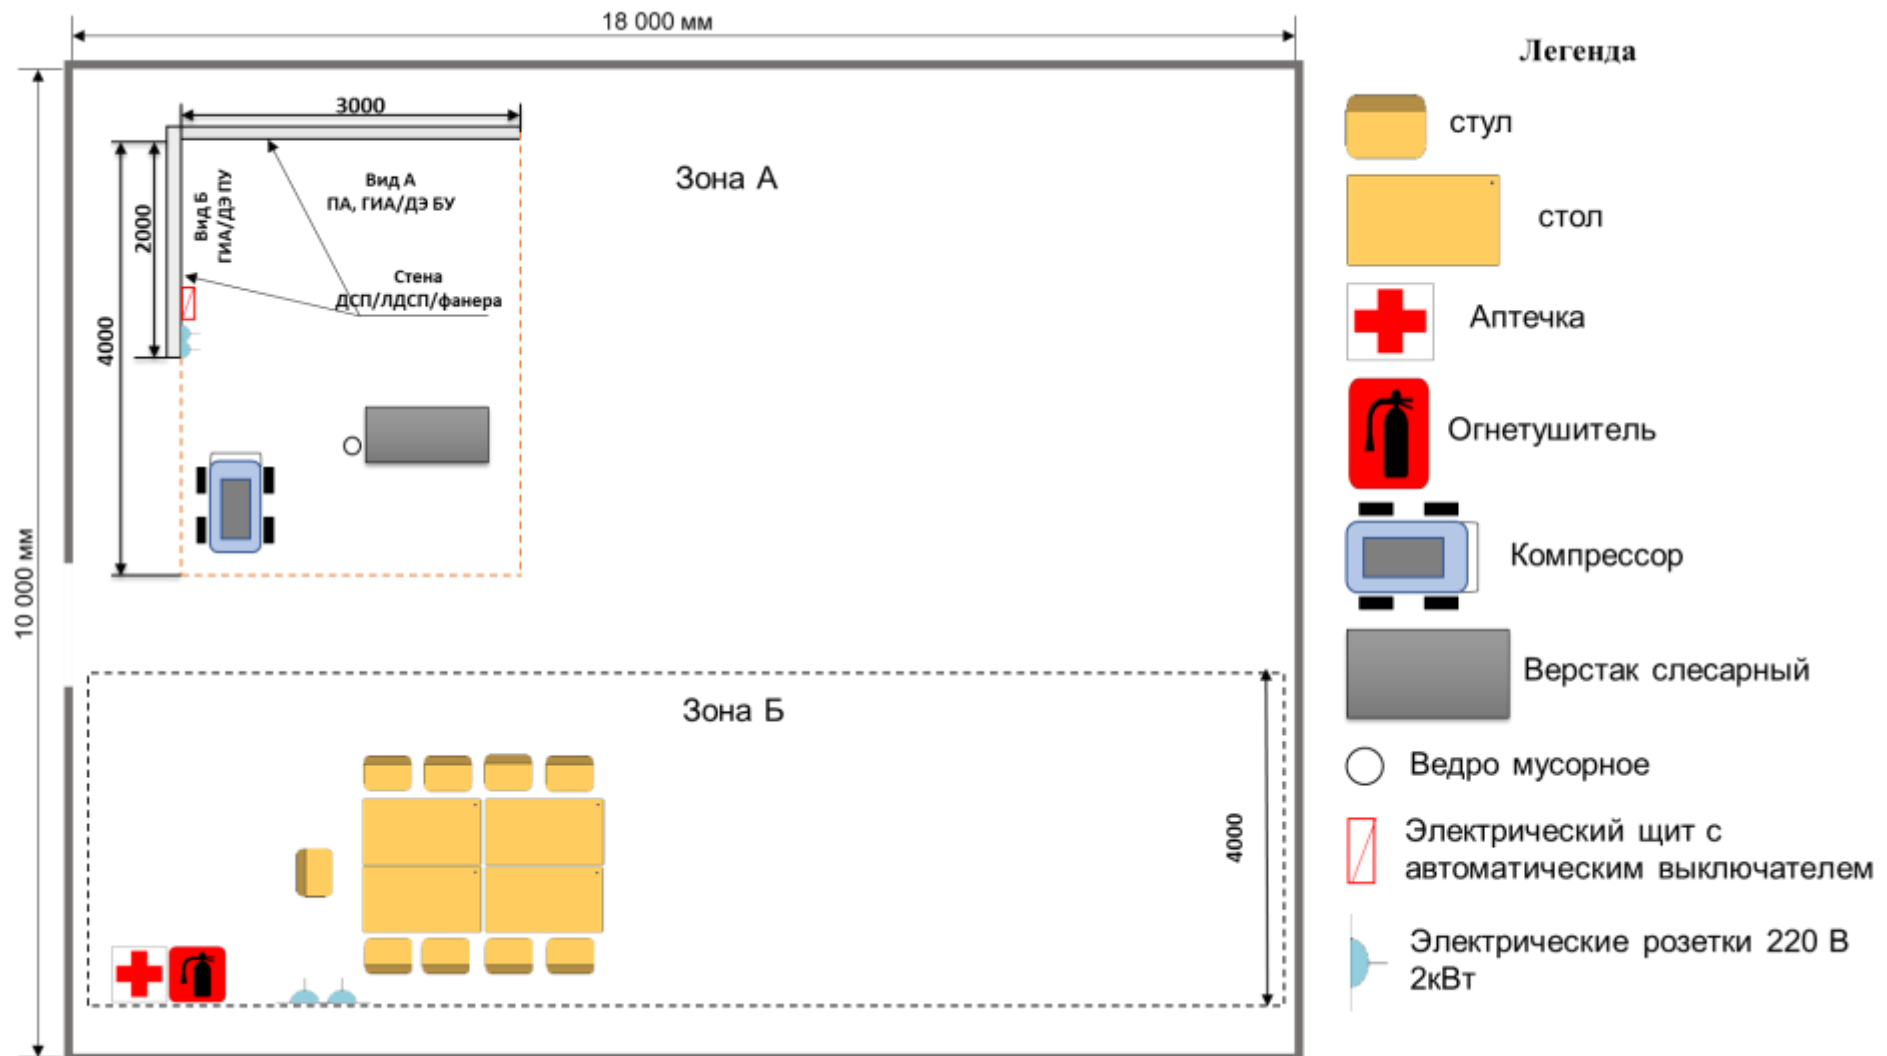 18 000 мм
10 000 мм
3000
2000
4000
Вид А
ПА, ГИА/ДЭ БУ
Вид Б
ГИА/ДЭ ПУ
Стена
ДСП/ЛДСП/фанера
Зона А
Зона Б
4000
Легенда
стул
стол
Аптечка
Огнетушитель
Компрессор
Верстак слесарный
Ведро мусорное
Электрический щит с
автоматическим выключателем
Электрические розетки 220 В
2кВт